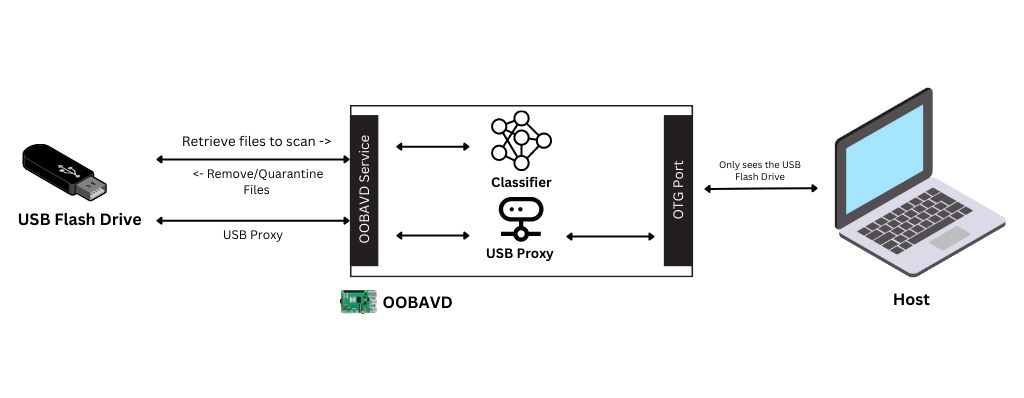 Retrieve files to scan ->
<- Remove/Quarantine
Files
USB Flash Drive
USB Proxy
OOBAVD Service
Classifier
USB Proxy
OTG Port
OOBAVD
Only sees the USB
Flash Drive
Host